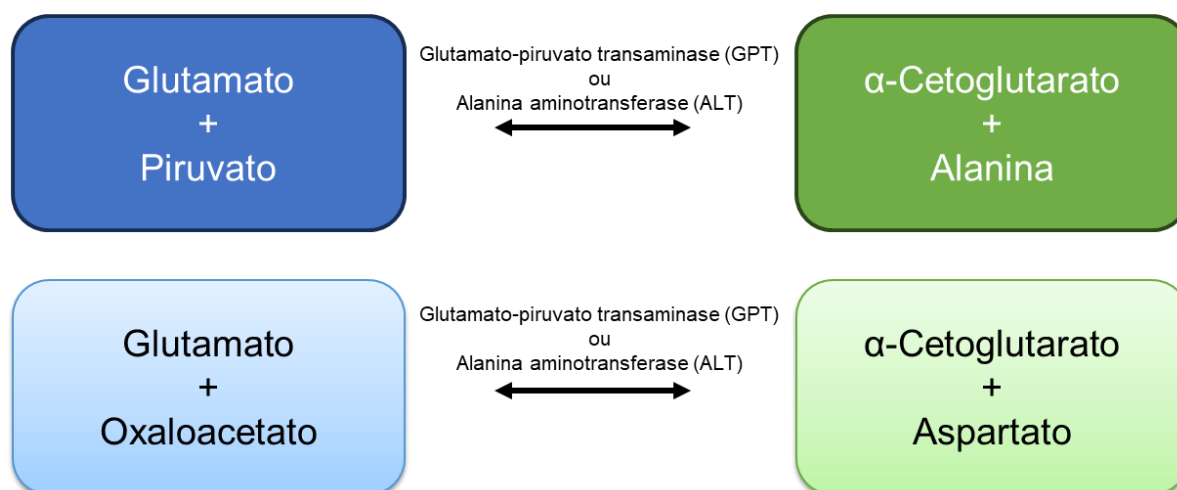 Glutamato
+
Piruvato
Glutamato-piruvato transaminase (GPT)
ou
Alanina aminotransferase (ALT)
α-Cetoglutarato
+
Alanina
Glutamato
+
Oxaloacetato
Glutamato-piruvato transaminase (GPT)
ou
Alanina aminotransferase (ALT)
α-Cetoglutarato
+
Aspartato